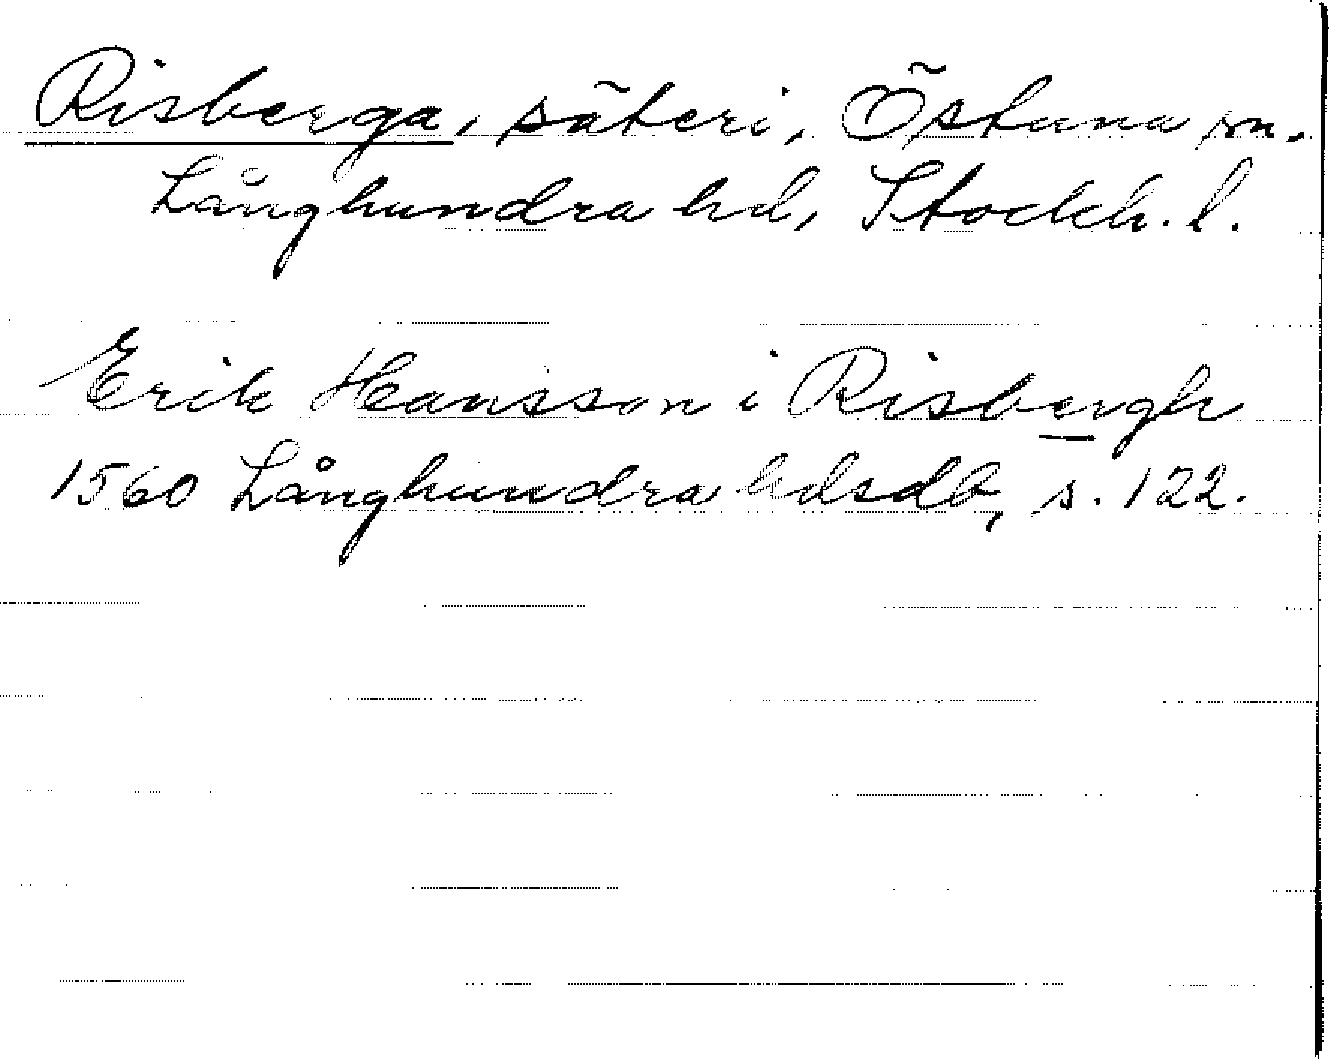 Risberga, säteri, Östuna sn.
Långhundra hd, Stockh. l.
Erik Hansson i Risbergh
1560 Långhundra hdsdb, s. 122.